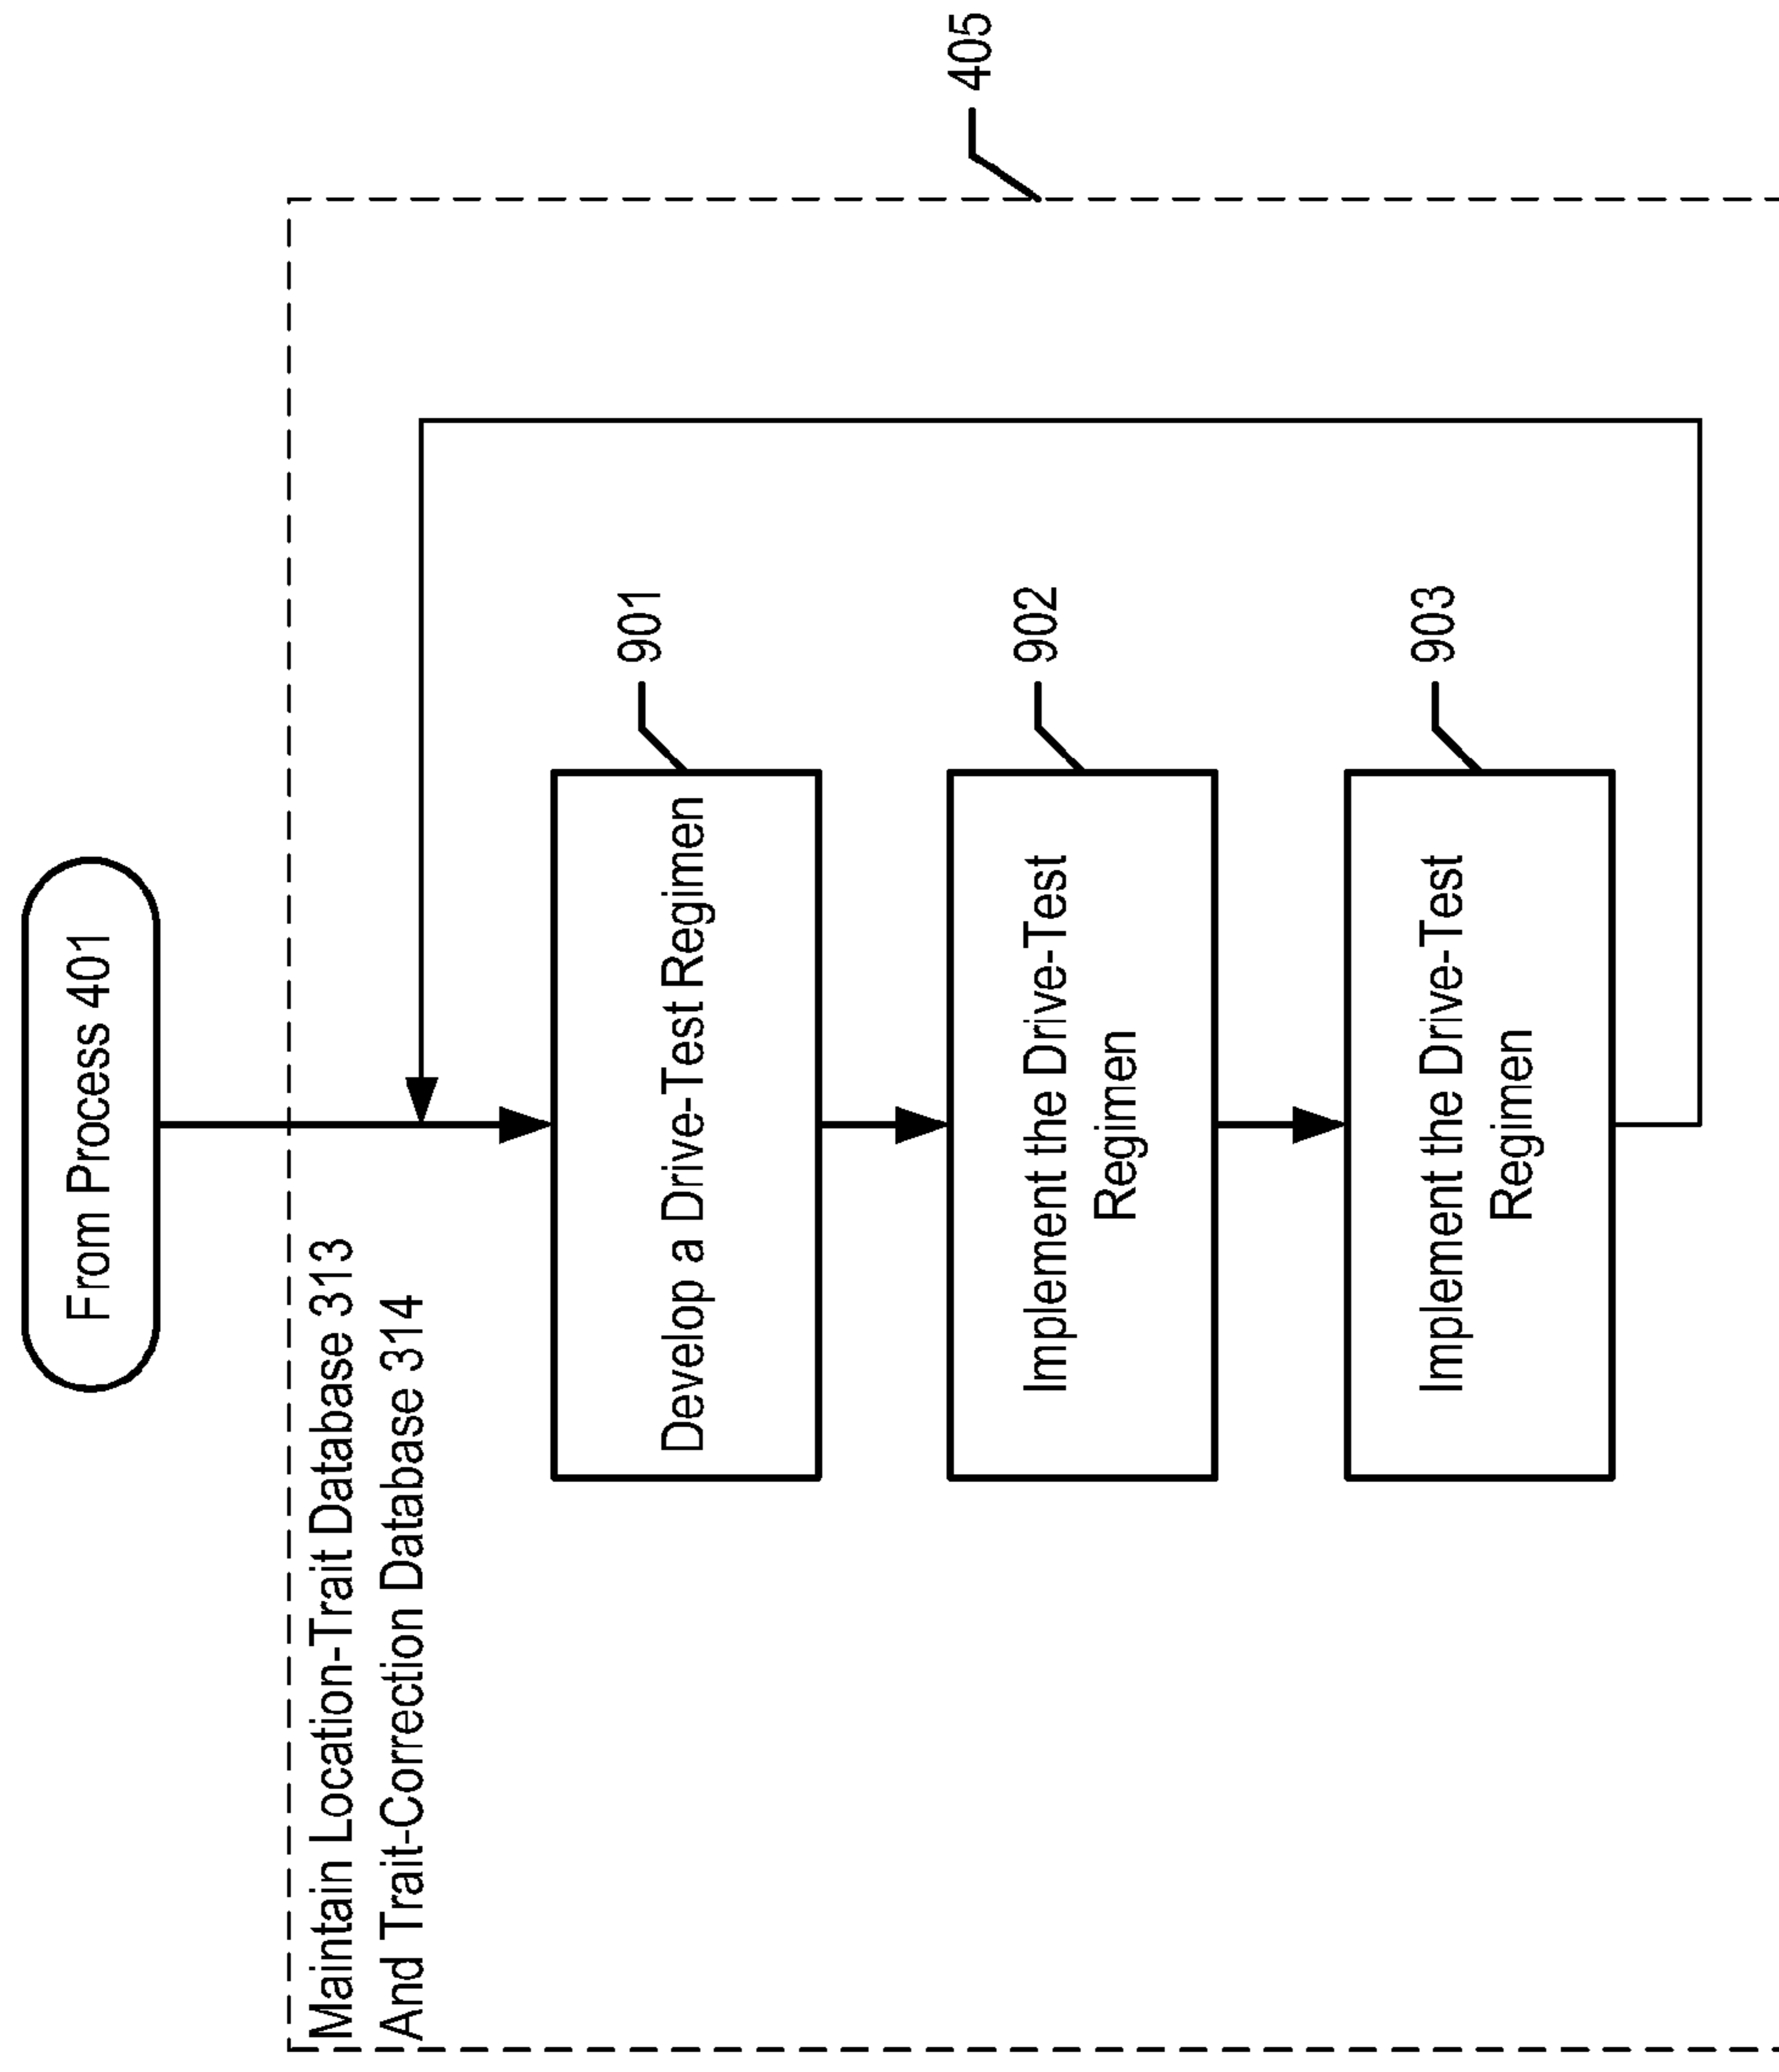 From Process 401
Maintain Location-Trait Database 313
And Trait-Correction Database 314
405
901
Develop a Drive-Test Regimen
902
Implement the Drive-Test
Regimen
903
Implement the Drive-Test
Regimen